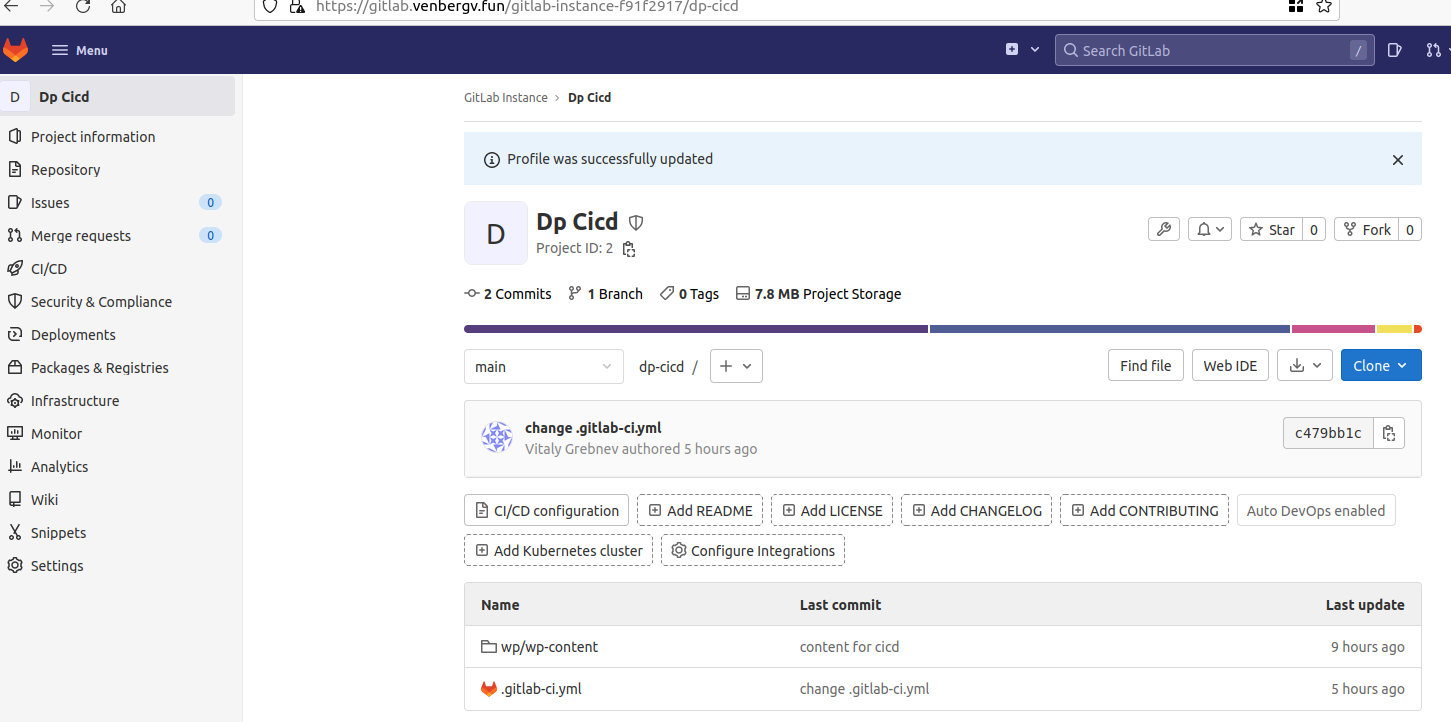 https://gitlab.venbergv.fun/gitlab-instance-f91f2917/dp-cicd
Menu
Search GitLab /
D Dp Cicd
Project information
Repository
Issues 0
Merge requests 0
CI/CD
Security & Compliance
Deployments
Packages & Registries
Infrastructure
Monitor
Analytics
Wiki
Snippets
Settings
GitLab Instance › Dp Cicd
Profile was successfully updated
D
Dp Cicd
Project ID: 2
Star 0 Fork 0
2 Commits 1 Branch 0 Tags 7.8 MB Project Storage
main dp-cicd / Find file Web IDE Clone
change .gitlab-ci.yml
Vitaly Grebnev authored 5 hours ago
c479bb1c
CI/CD configuration Add README Add LICENSE Add CHANGELOG Add CONTRIBUTING Auto DevOps enabled
Add Kubernetes cluster Configure Integrations
Name Last commit Last update
wp/wp-content content for cicd 9 hours ago
.gitlab-ci.yml change .gitlab-ci.yml 5 hours ago